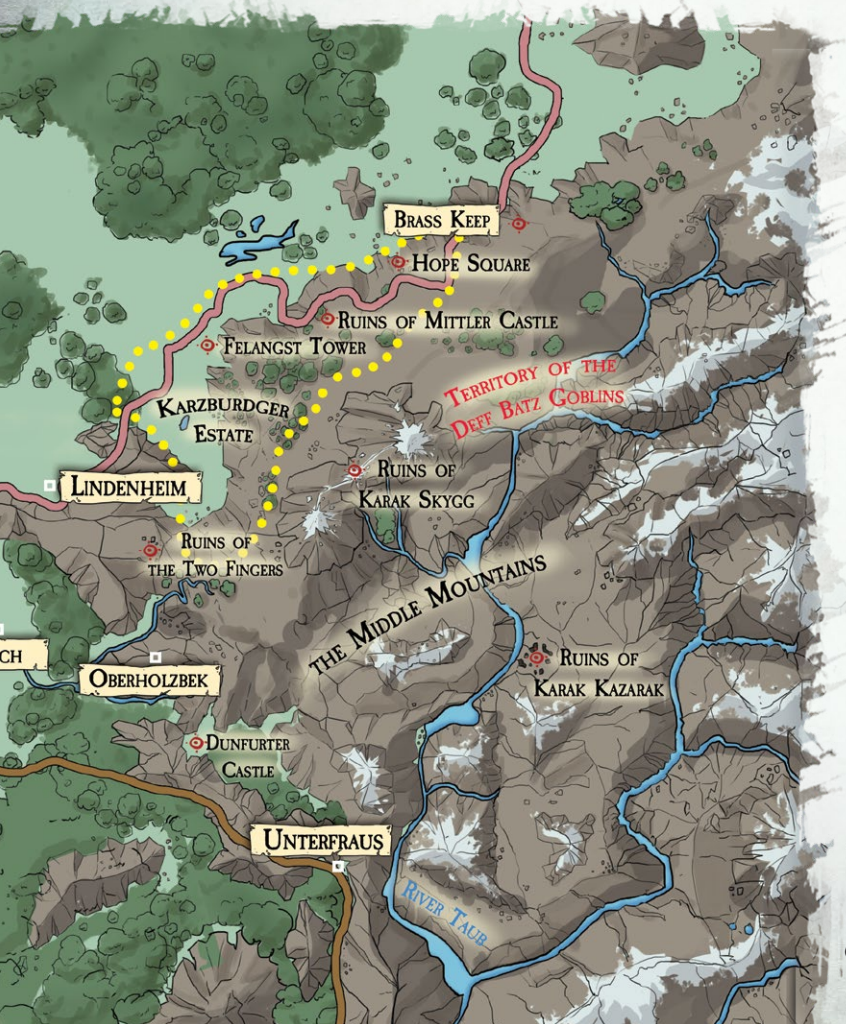 Brass Keep
Hope Square
Ruins of Mittler Castle
Felangst Tower
Territory of the
Deff Batz Goblins
Karzburdger
Estate
Ruins of
Karak Skygg
Lindenheim
Ruins of
the Two Fingers
the Middle Mountains
ch
Oberholzbek
Ruins of
Karak Kazarak
Dunfurter
Castle
Unterfraus
River Taub